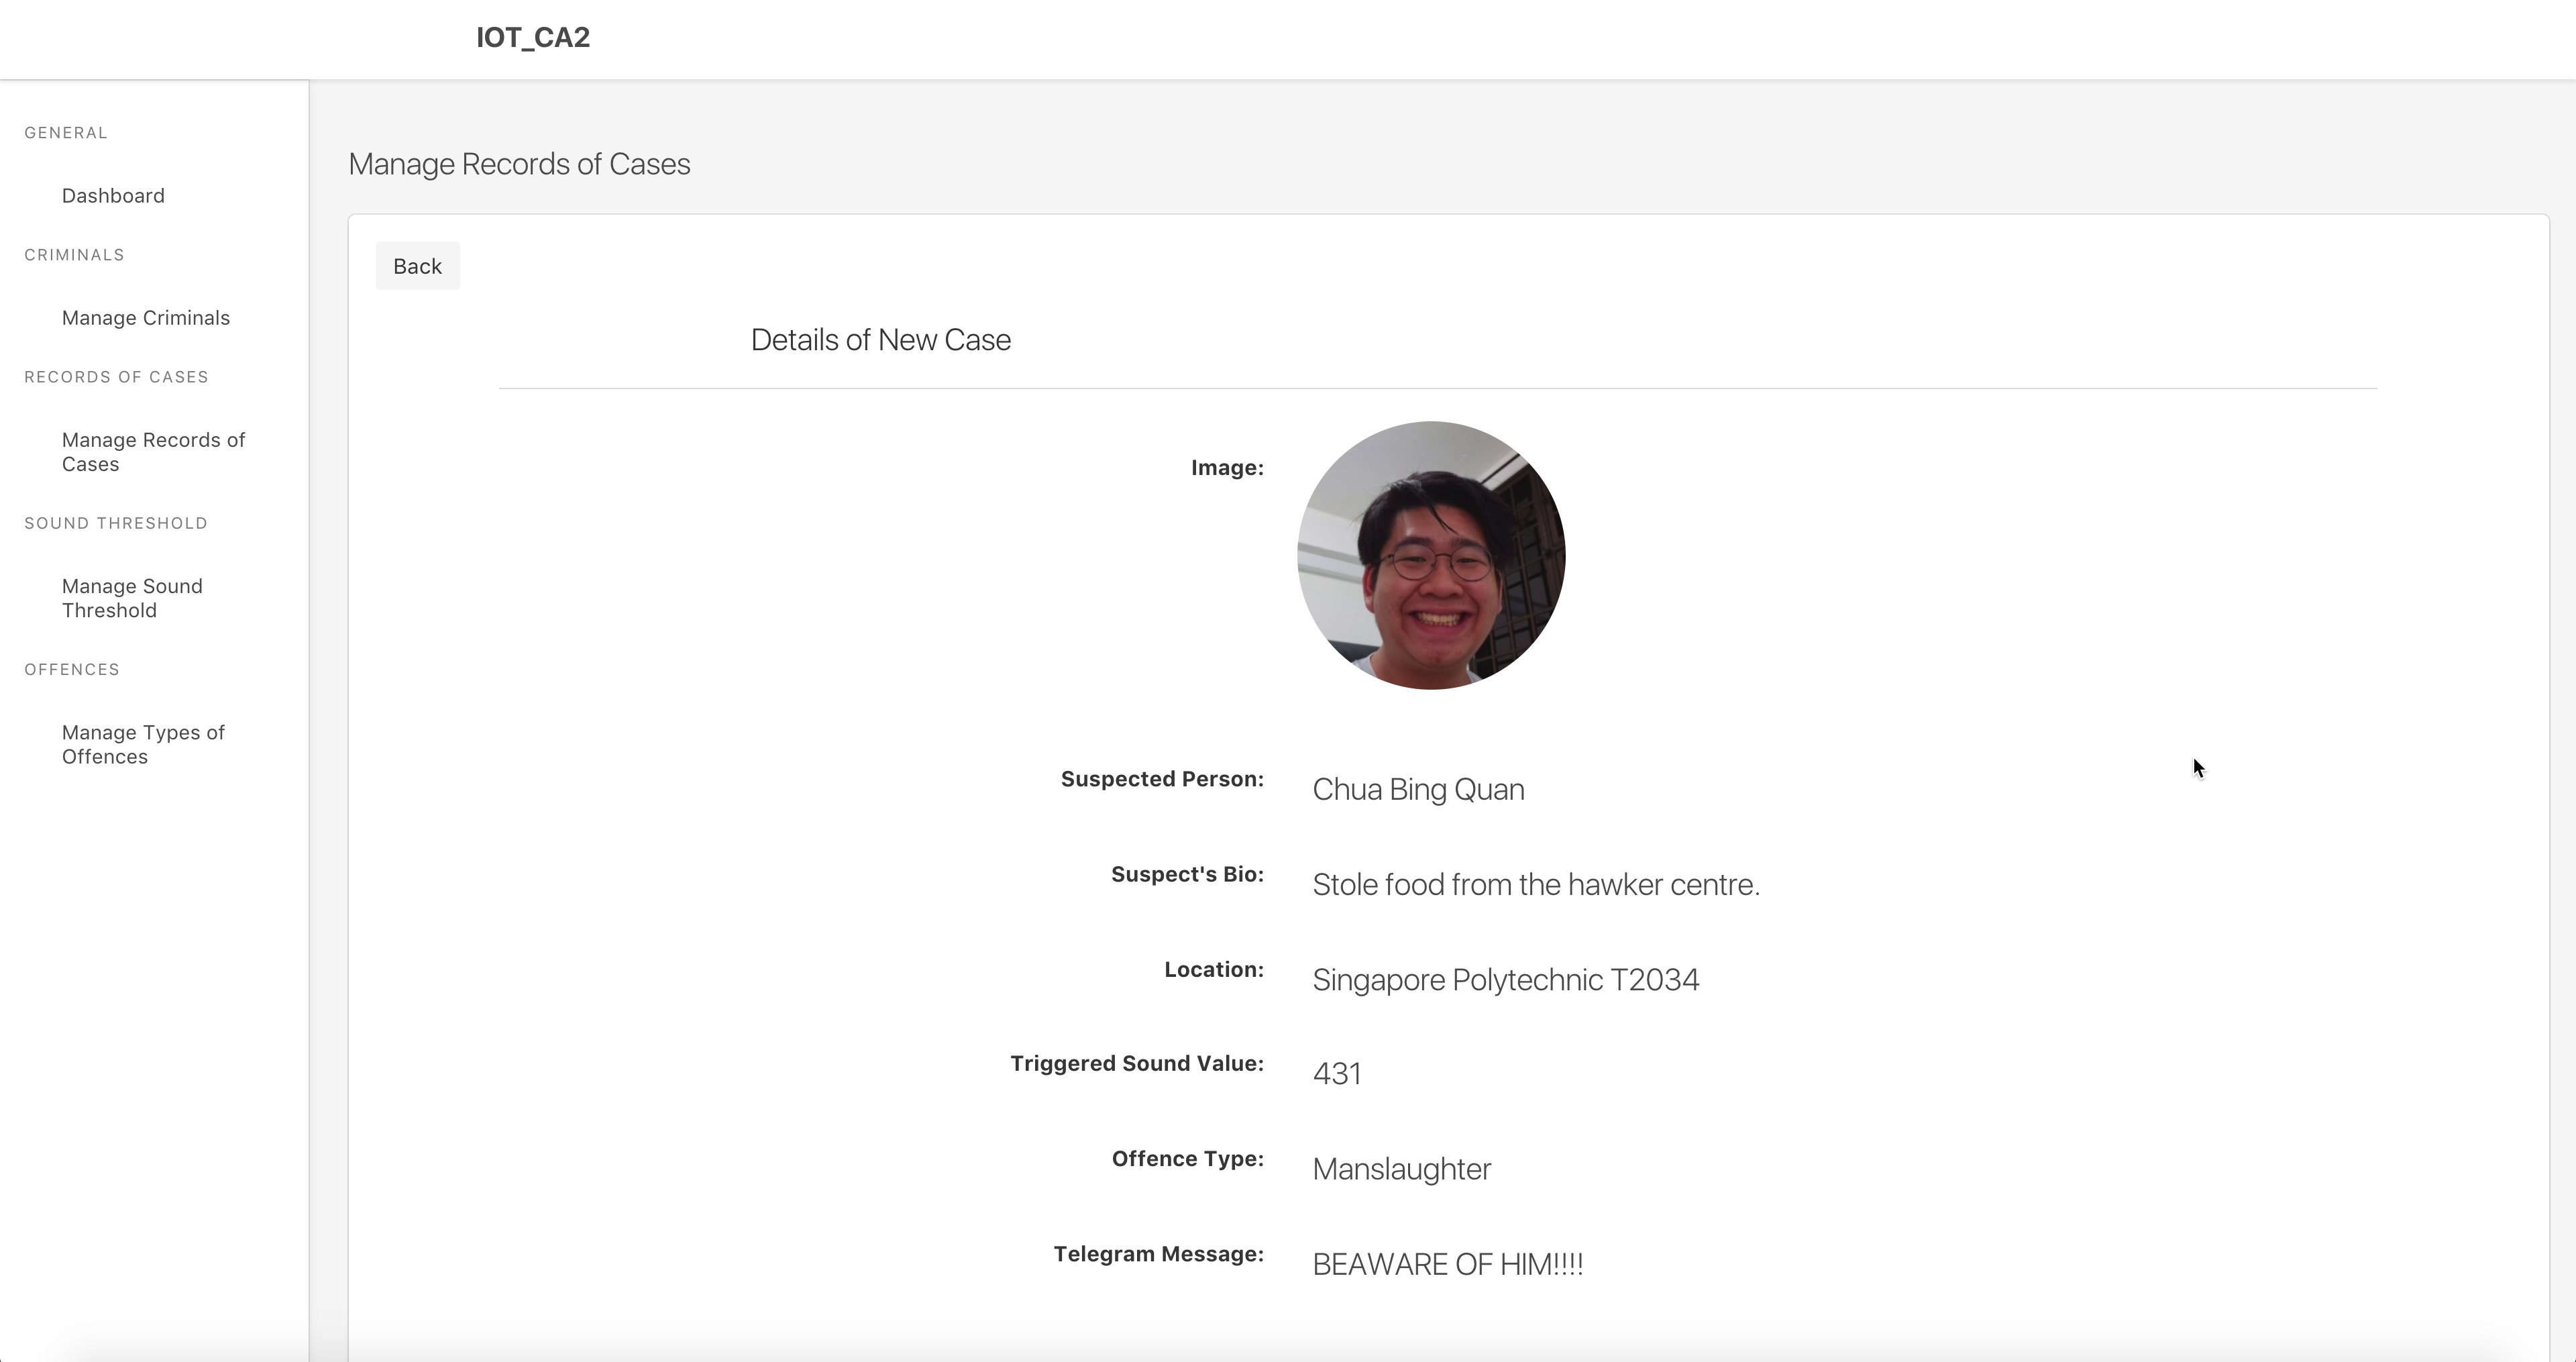 IOT_CA2
GENERAL
Dashboard
CRIMINALS
Manage Criminals
RECORDS OF CASES
Manage Records of
Cases
SOUND THRESHOLD
Manage Sound
Threshold
OFFENCES
Manage Types of
Offences
Manage Records of Cases
Back
Details of New Case
Image:
Suspected Person: Chua Bing Quan
Suspect's Bio: Stole food from the hawker centre.
Location: Singapore Polytechnic T2034
Triggered Sound Value: 431
Offence Type: Manslaughter
Telegram Message: BEAWARE OF HIM!!!!